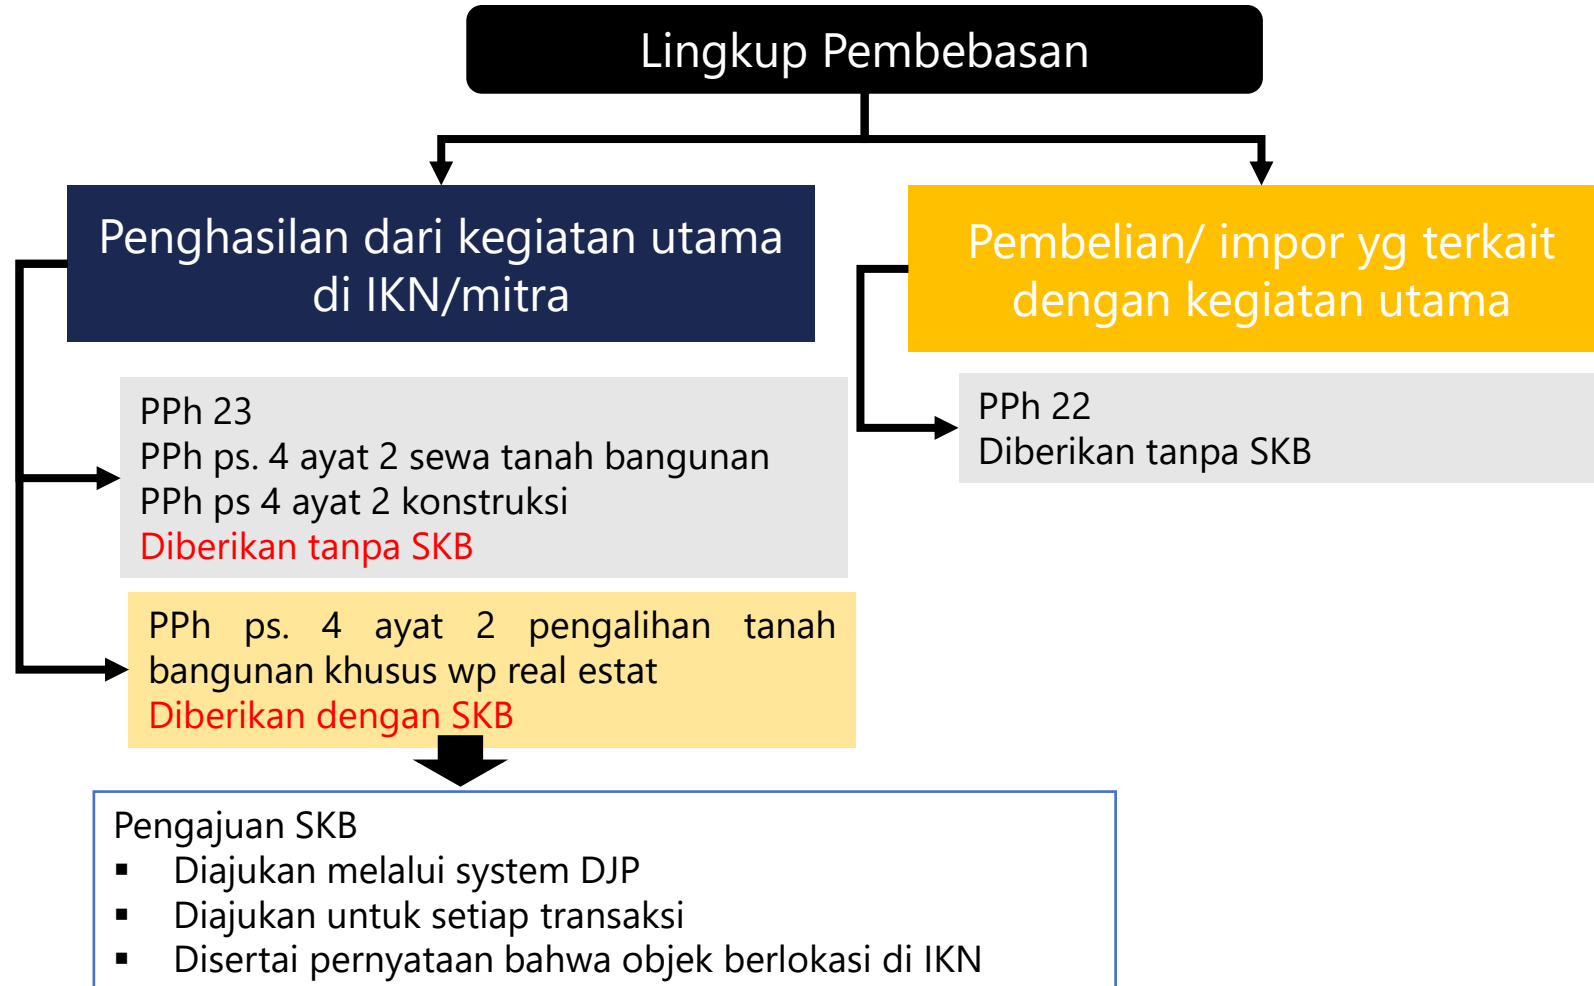 Lingkup Pembebasan
Penghasilan dari kegiatan utama
di IKN/mitra
Pembelian/ impor yg terkait
dengan kegiatan utama
PPh 23
PPh ps. 4 ayat 2 sewa tanah bangunan
PPh ps 4 ayat 2 konstruksi
Diberikan tanpa SKB
PPh 22
Diberikan tanpa SKB
PPh ps. 4 ayat 2 pengalihan tanah
bangunan khusus wp real estat
Diberikan dengan SKB
Pengajuan SKB
▪ Diajukan melalui system DJP
▪ Diajukan untuk setiap transaksi
▪ Disertai pernyataan bahwa objek berlokasi di IKN